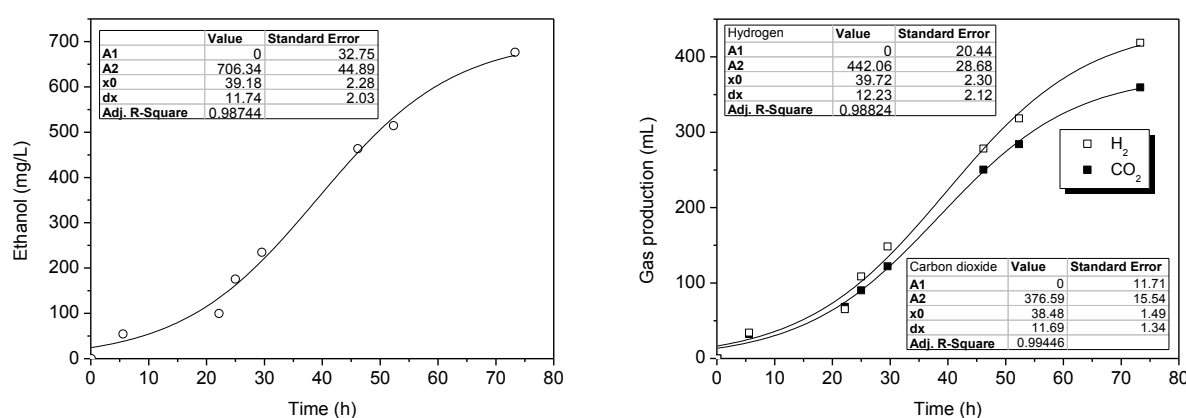 Value Standard Error
A1 0 32.75
A2 706.34 44.89
x0 39.18 2.28
dx 11.74 2.03
Adj. R-Square 0.98744
700
600
500
400
300
200
100
0
Ethanol (mg/L)
0 10 20 30 40 50 60 70 80
Time (h)
Hydrogen Value Standard Error
A1 0 20.44
A2 442.06 28.68
x0 39.72 2.30
dx 12.23 2.12
Adj. R-Square 0.98824
400
300
200
100
0
Gas production (mL)
H2
CO2
Carbon dioxide Value Standard Error
A1 0 11.71
A2 376.59 15.54
x0 38.48 1.49
dx 11.69 1.34
Adj. R-Square 0.99446
0 10 20 30 40 50 60 70 80
Time (h)